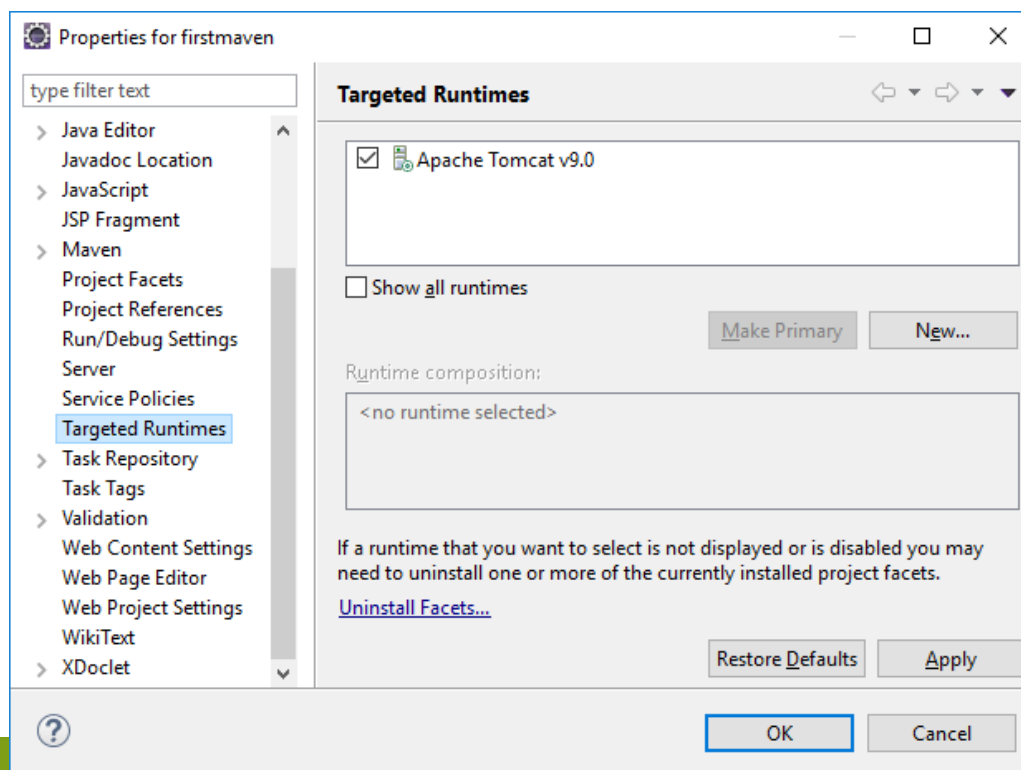 Properties for firstmaven
type filter text
Java Editor
Javadoc Location
JavaScript
JSP Fragment
Maven
Project Facets
Project References
Run/Debug Settings
Server
Service Policies
Targeted Runtimes
Task Repository
Task Tags
Validation
Web Content Settings
Web Page Editor
Web Project Settings
WikiText
XDoclet
Targeted Runtimes
Apache Tomcat v9.0
Show all runtimes
Make Primary
New...
Runtime composition:
<no runtime selected>
If a runtime that you want to select is not displayed or is disabled you may
need to uninstall one or more of the currently installed project facets.
Uninstall Facets...
Restore Defaults
Apply
?
OK
Cancel